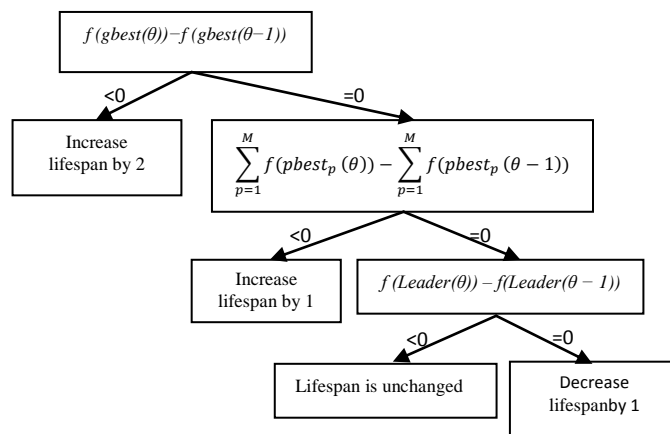 f (gbest(θ))−f (gbest(θ−1))
<0
=0
Increase
lifespan by 2
∑_{p=1}^{M} f(pbest_p (θ)) − ∑_{p=1}^{M} f(pbest_p (θ − 1))
<0
=0
Increase
lifespan by 1
f (Leader(θ)) – f(Leader(θ − 1))
<0
=0
Lifespan is unchanged
Decrease
lifespanby 1